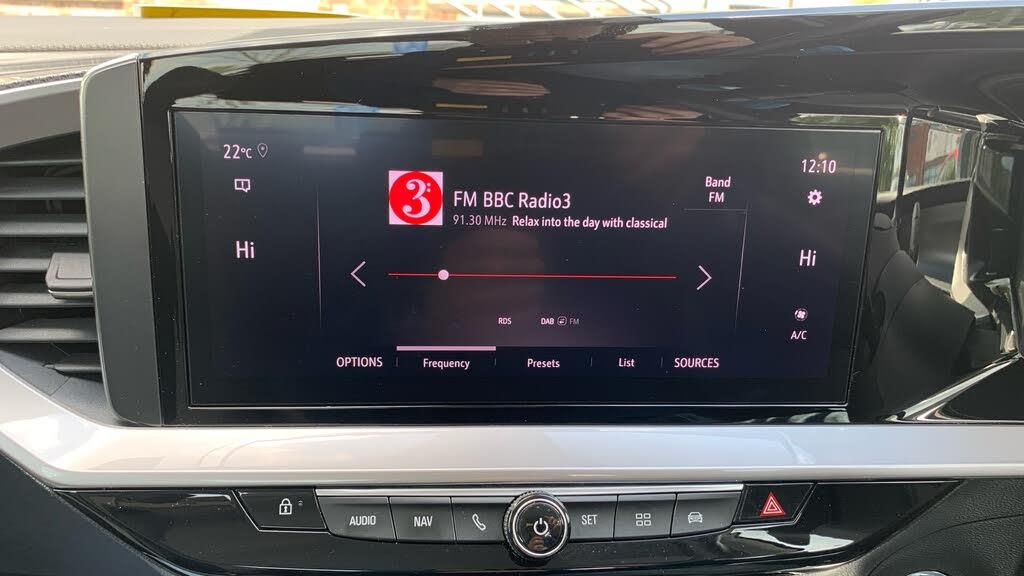 22°C
12:10
3
FM BBC Radio3
91.30 MHz Relax into the day with classical
Band
FM
Hi
Hi
RDS
DAB FM
A/C
OPTIONS
Frequency
Presets
List
SOURCES
AUDIO
NAV
SET